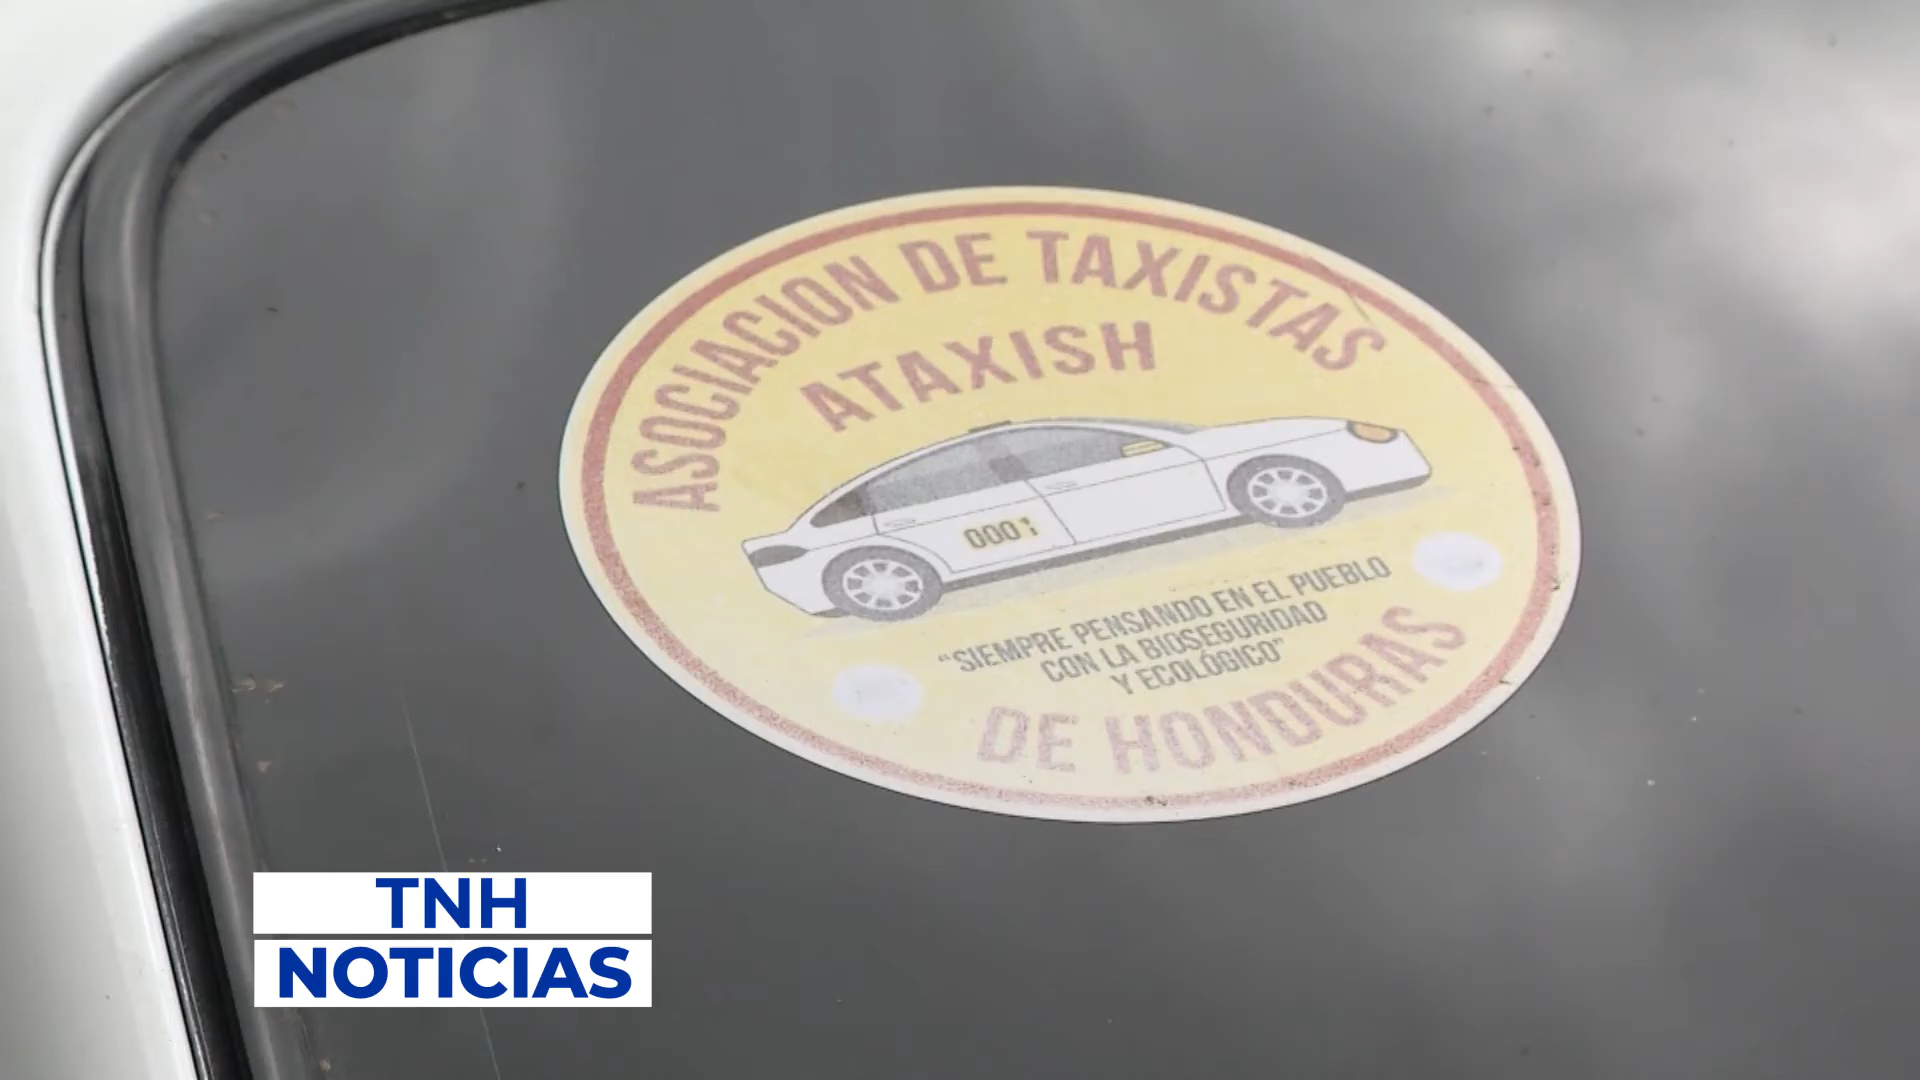 ASOCIACION DE TAXISTAS
ATAXISH
0001
“SIEMPRE PENSANDO EN EL PUEBLO
CON LA BIOSEGURIDAD
Y ECOLÓGICO”
DE HONDURAS
TNH
NOTICIAS